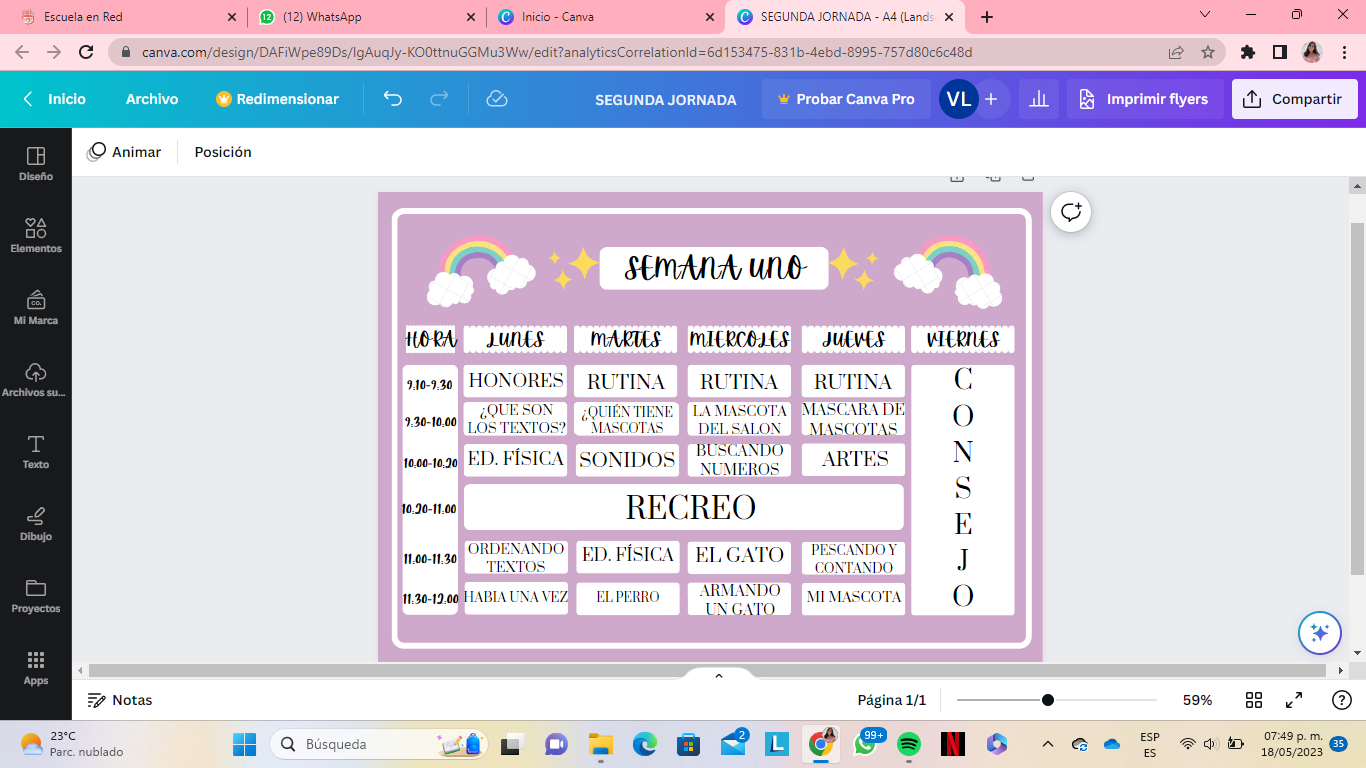 Escuela en Red
(12) WhatsApp
Inicio - Canva
SEGUNDA JORNADA - A4 (Lands
canva.com/design/DAFiWpe89Ds/IgAuqJy-KO0ttnuGGMu3Ww/edit?analyticsCorrelationId=6d153475-831b-4ebd-8995-757d80c6c48d
Inicio
Archivo
Redimensionar
SEGUNDA JORNADA
Probar Canva Pro
VL
Imprimir flyers
Compartir
Animar
Posición
Diseño
Elementos
CO.
Mi Marca
Archivos su...
Texto
Dibujo
Proyectos
Apps
SEMANA UNO
HORA LUNES MARTES MIERCOLES JUEVES VIERNES
9:10-9:30 HONORES RUTINA RUTINA RUTINA
9:30-10:00
¿QUE SON
LOS TEXTOS?
¿QUIÉN TIENE
MASCOTAS
LA MASCOTA
DEL SALON
MASCARA DE
MASCOTAS
10:00-10:20 ED. FÍSICA SONIDOS
BUSCANDO
NUMEROS
ARTES
10:20-11:00 RECREO
11:00-11:30
ORDENANDO
TEXTOS
ED. FÍSICA
EL GATO
PESCANDO Y
CONTANDO
11:30-12:00 HABIA UNA VEZ EL PERRO
ARMANDO
UN GATO
MI MASCOTA
C
O
N
S
E
J
O
Notas
Página 1/1
59%
23°C
Parc. nublado
Búsqueda
2
L
99+
N
ESP
ES
07:49 p. m.
18/05/2023
35